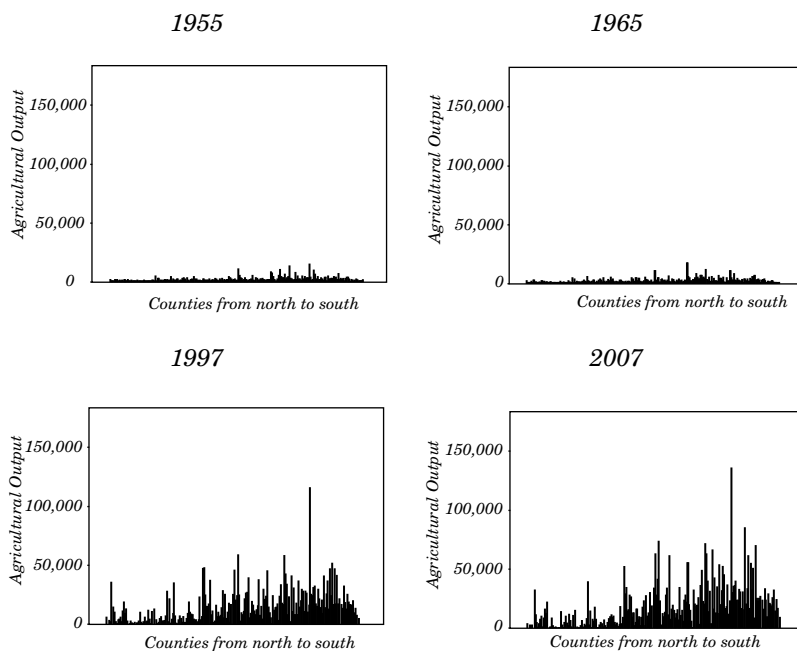 1955
Agricultural Output
150,000
100,000
50,000
0
Counties from north to south
1965
Agricultural Output
150,000
100,000
50,000
0
Counties from north to south
1997
Agricultural Output
150,000
100,000
50,000
0
Counties from north to south
2007
Agricultural Output
150,000
100,000
50,000
0
Counties from north to south